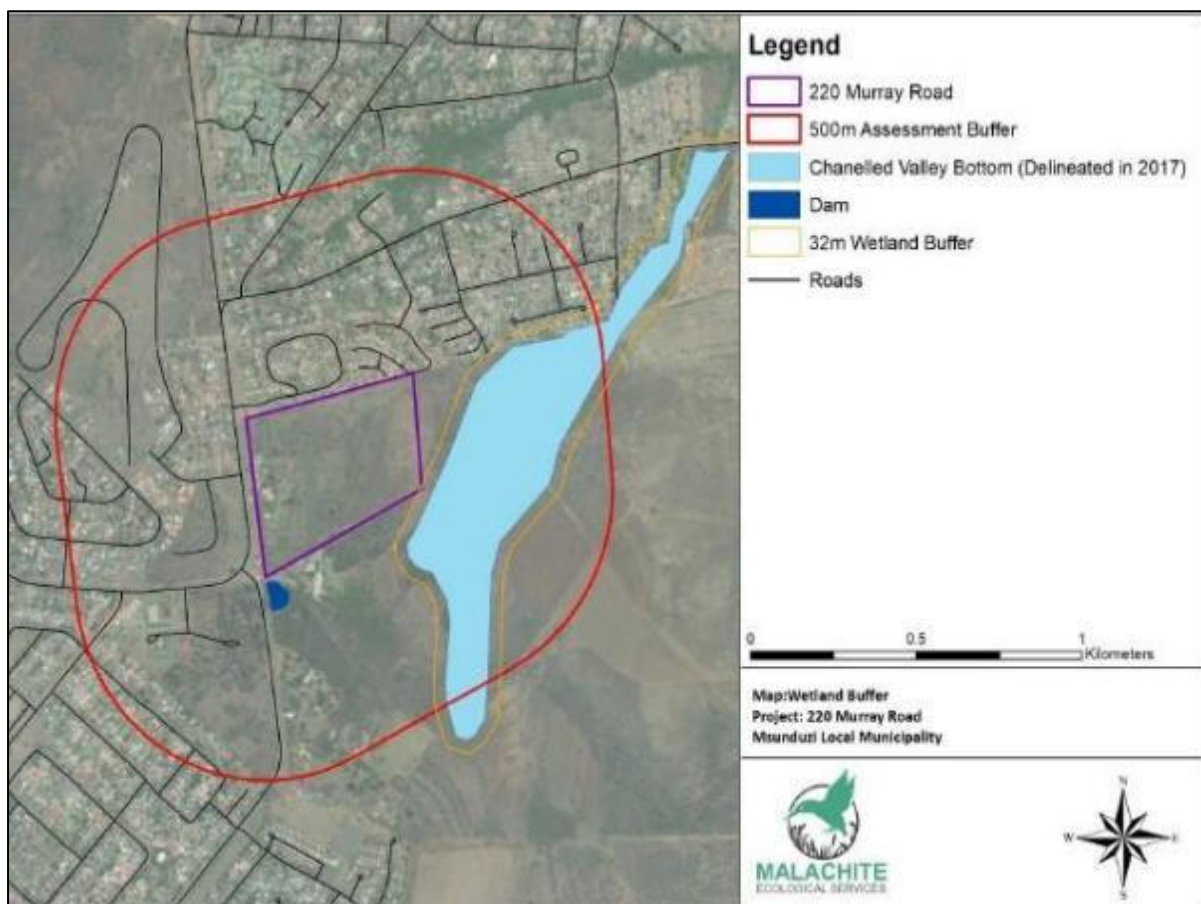 Legend
220 Murray Road
500m Assessment Buffer
Chanelled Valley Bottom (Delineated in 2017)
Dam
32m Wetland Buffer
Roads
0 0.5 1
Kilometers
Map:Wetland Buffer
Project: 220 Murray Road
Msunduzi Local Municipality
MALACHITE
ECOLOGICAL SERVICES
N
W E
S